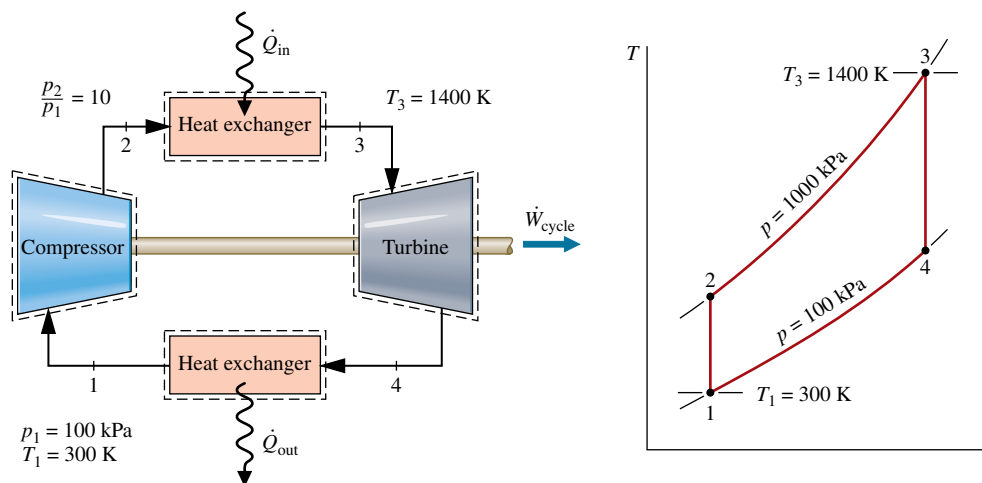 Q̇in
p2/p1 = 10
T3 = 1400 K
Heat exchanger
2
3
Compressor
Turbine
Ẇcycle
Heat exchanger
1
4
p1 = 100 kPa
T1 = 300 K
Q̇out
T
3
T3 = 1400 K
p = 1000 kPa
2
4
p = 100 kPa
T1 = 300 K
1